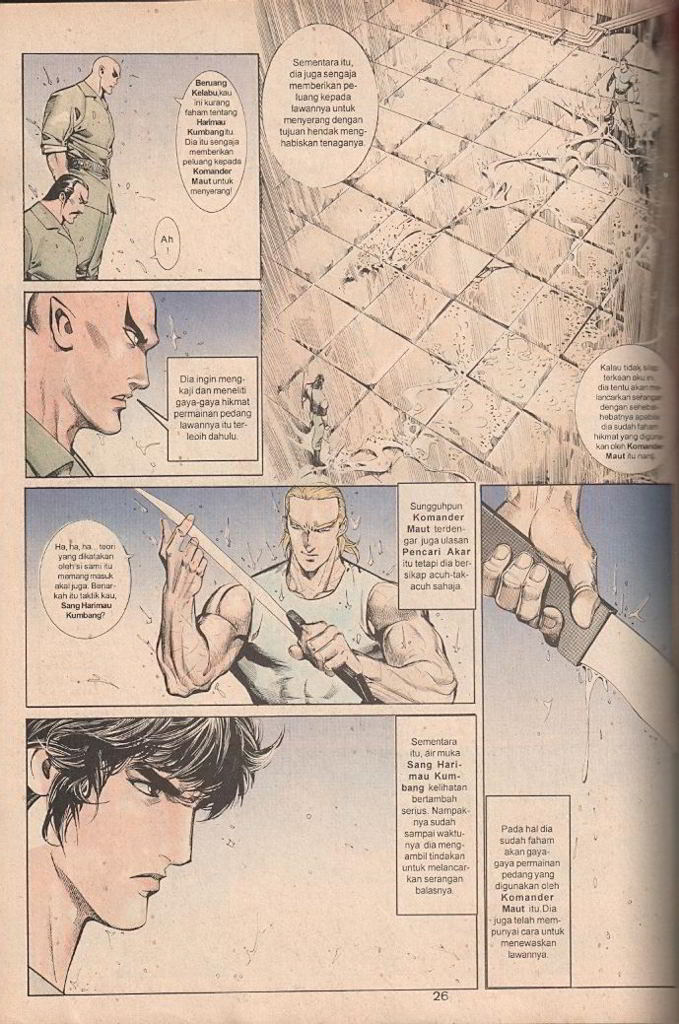 Beruang
Kelabu,kau
ini kurang
faham tentang
Harimau
Kumbang itu.
Dia itu sengaja
memberikan
peluang kepada
Komander
Maut untuk
menyerang!
Ah
!
Sementara itu,
dia juga sengaja
memberikan pe-
luang kepada
lawannya untuk
menyerang dengan
tujuan hendak meng-
habiskan tenaganya.
Dia ingin meng-
kaji dan meneliti
gaya-gaya hikmat
permainan pedang
lawannya itu ter-
leoih dahulu.
Kalau tidak silap
terkaan aku ini,
dia tentu akan me-
lancarkan serangan
dengan sehebat-
hebatnya apabila
dia sudah faham
hikmat yang diguna-
kan oleh Komander
Maut itu nanti.
Ha, ha, ha... teori
yang dikatakan
oleh'si sami itu
memang masuk
akal juga. Benar-
kah itu taktik kau,
Sang Harimau
Kumbang?
Sungguhpun
Komander
Maut terden-
gar juga ulasan
Pencari Akar
itu tetapi dia ber-
sikap acuh-tak-
acuh sahaja.
Sementara
itu, air muka
Sang Hari-
mau Kum-
bang kelihatan
bertambah
serius. Nampak-
nya sudah
sampai waktu-
nya dia meng-
ambil tindakan
untuk melancar-
kan serangan
balasnya.
Pada hal dia
sudah faham
akan gaya-
gaya permainan
pedang yang
digunakan oleh
Komander
Maut itu.Dia
juga telah mem-
punyai cara untuk
menewaskan
lawannya.
26